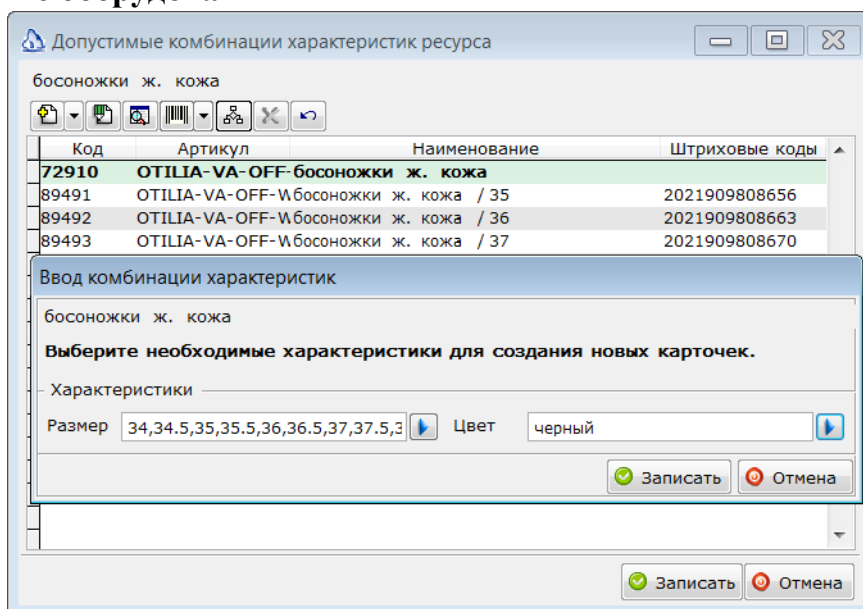 Допустимые комбинации характеристик ресурса
босоножки ж. кожа
Код Артикул Наименование Штриховые коды
72910 OTILIA-VA-OFF- босоножки ж. кожа
89491 OTILIA-VA-OFF-W босоножки ж. кожа / 35 2021909808656
89492 OTILIA-VA-OFF-W босоножки ж. кожа / 36 2021909808663
89493 OTILIA-VA-OFF-W босоножки ж. кожа / 37 2021909808670
Ввод комбинации характеристик
босоножки ж. кожа
Выберите необходимые характеристики для создания новых карточек.
Характеристики
Размер 34,34.5,35,35.5,36,36.5,37,37.5,3 Цвет черный
Записать Отмена
Записать Отмена